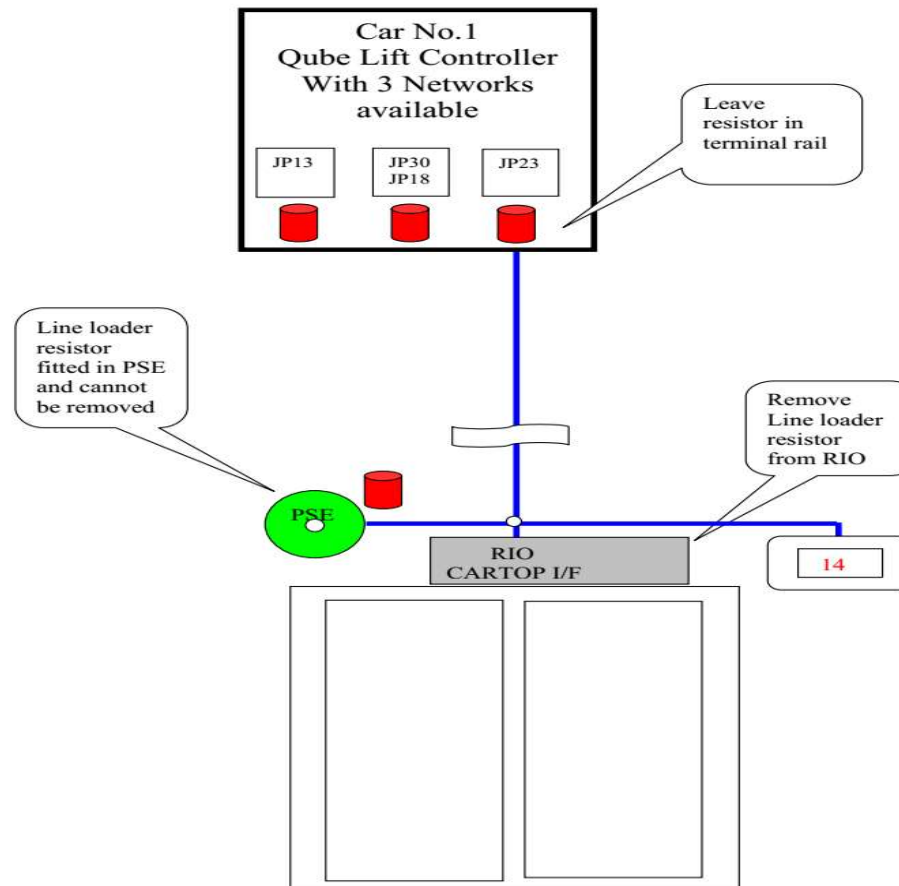 Car No.1
Qube Lift Controller
With 3 Networks
available
JP13
JP30
JP18
JP23
Leave
resistor in
terminal rail
Line loader
resistor
fitted in PSE
and cannot
be removed
Remove
Line loader
resistor
from RIO
PSE
RIO
CARTOP I/F
14